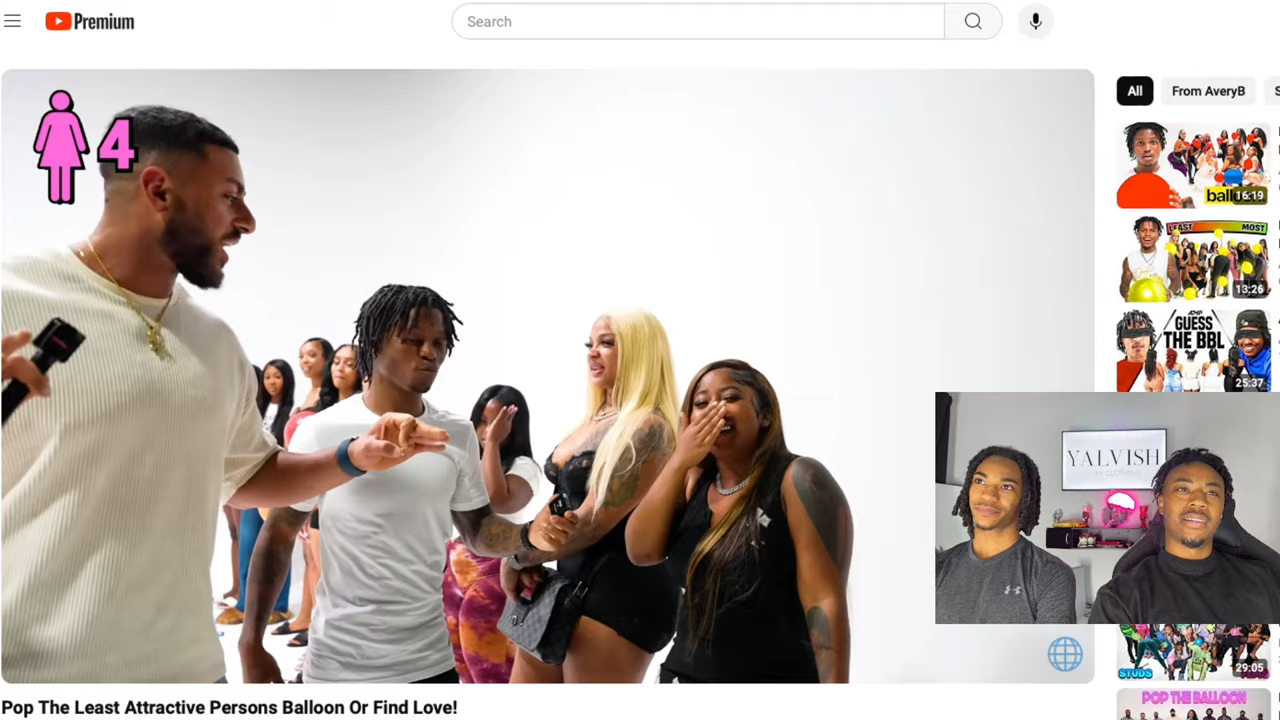 Premium
Search
4
All
From AveryB
S
ball
16:19
LEAST
MOST
13:26
AMP
GUESS
THE BBL
25:37
YALVISH
STUDS
29:05
POP THE BALLOON
Pop The Least Attractive Persons Balloon Or Find Love!